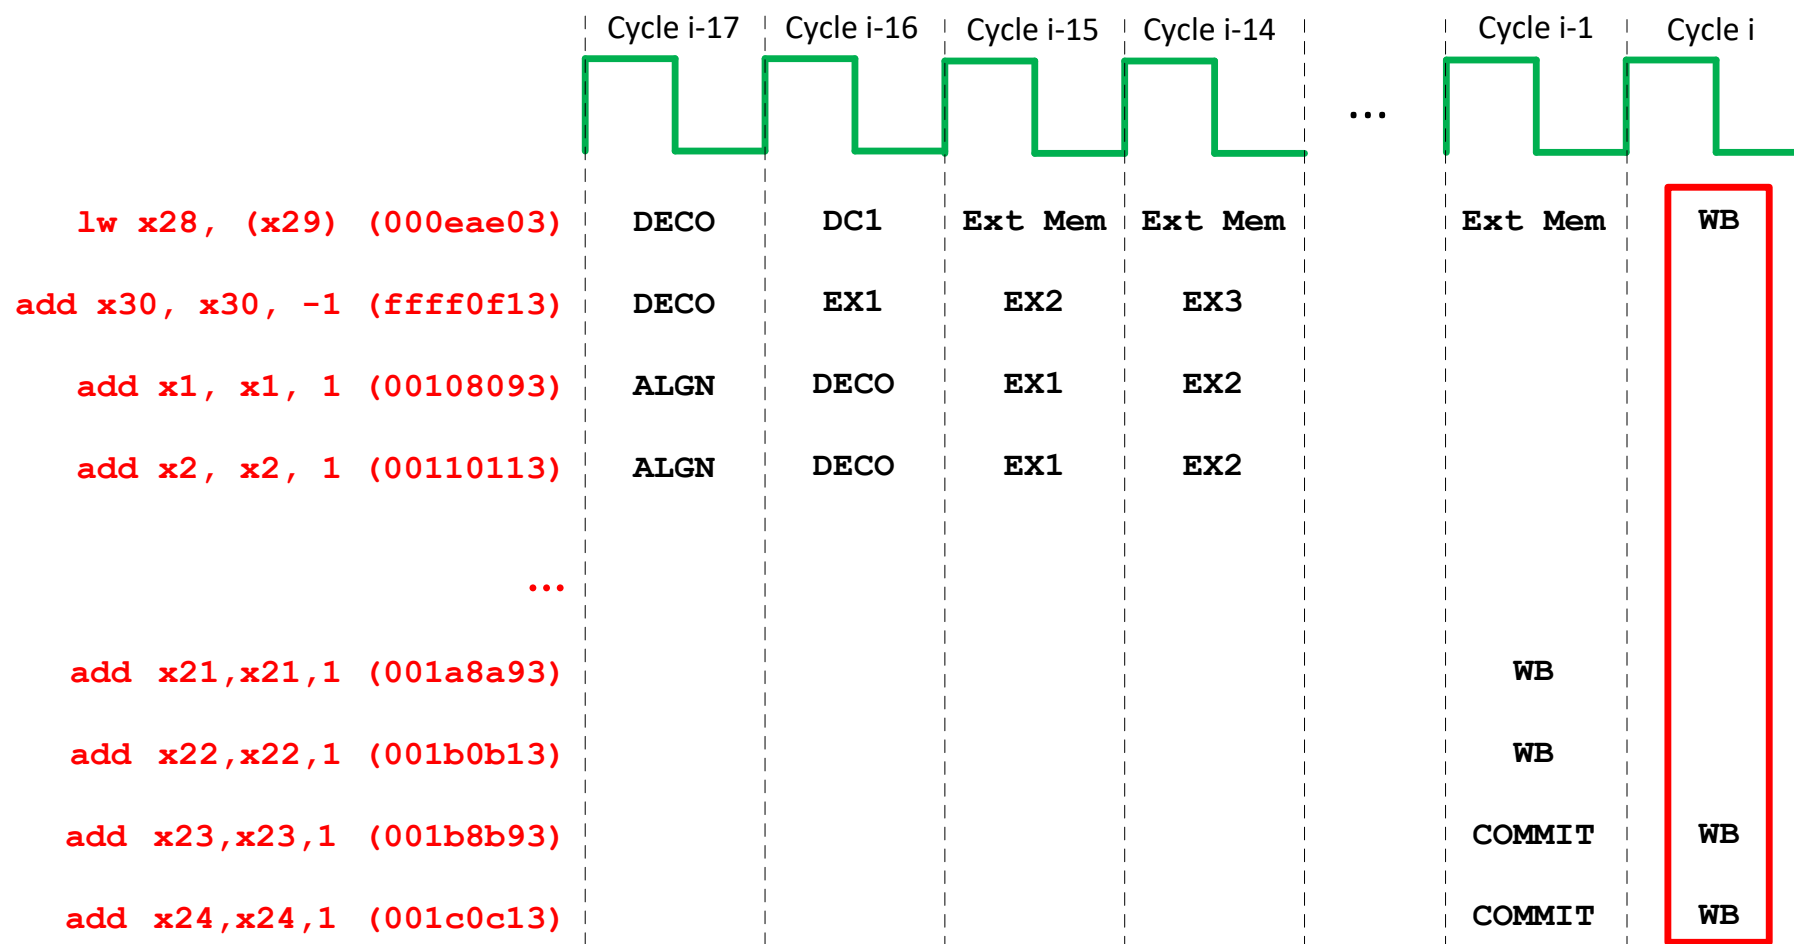 Cycle i-17 Cycle i-16 Cycle i-15 Cycle i-14 Cycle i-1 Cycle i
...
lw x28, (x29) (000eae03) DECO DC1 Ext Mem Ext Mem Ext Mem WB
add x30, x30, -1 (ffff0f13) DECO EX1 EX2 EX3
add x1, x1, 1 (00108093) ALGN DECO EX1 EX2
add x2, x2, 1 (00110113) ALGN DECO EX1 EX2
...
add x21,x21,1 (001a8a93) WB
add x22,x22,1 (001b0b13) WB
add x23,x23,1 (001b8b93) COMMIT WB
add x24,x24,1 (001c0c13) COMMIT WB